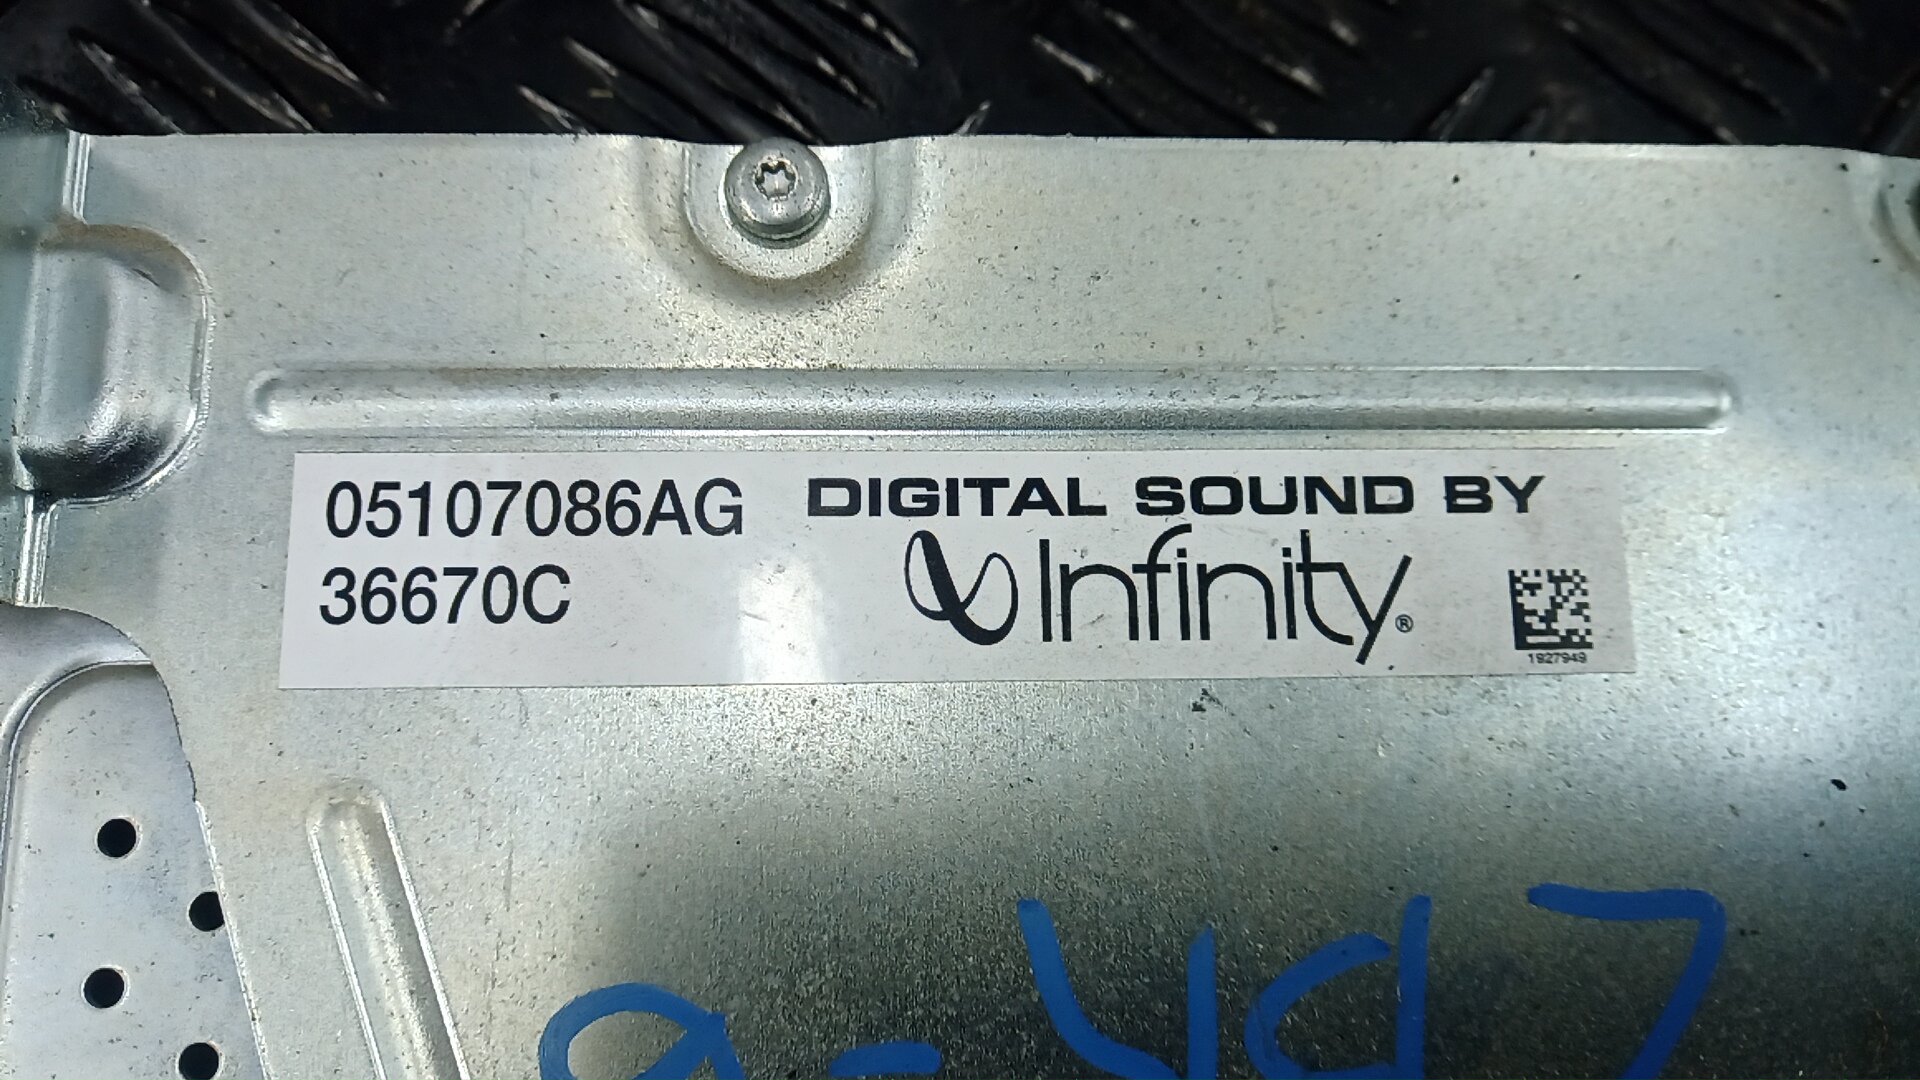 05107086AG
36670C
DIGITAL SOUND BY
Infinity®
1927949